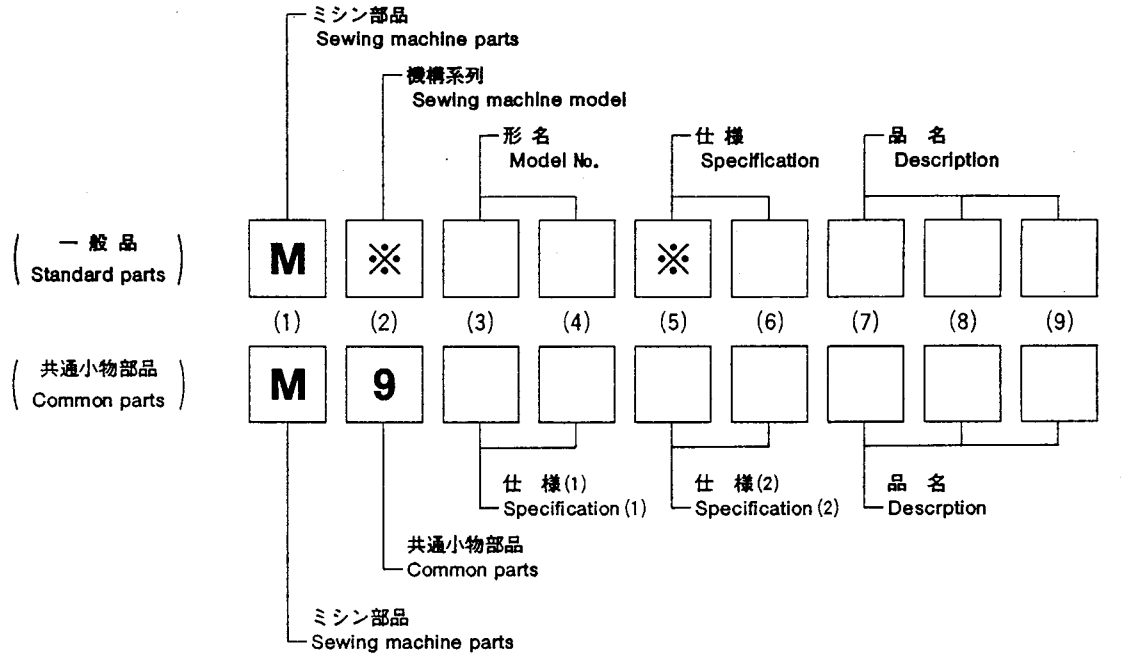 ミシン部品
Sewing machine parts
機構系列
Sewing machine model
形 名
Model No.
仕 様
Specification
品 名
Description
一 般 品
Standard parts
M ※ ※
(1) (2) (3) (4) (5) (6) (7) (8) (9)
共通小物部品
Common parts
M 9
仕 様(1)
Specification(1)
仕 様(2)
Specification(2)
品 名
Descrption
共通小物部品
Common parts
ミシン部品
Sewing machine parts